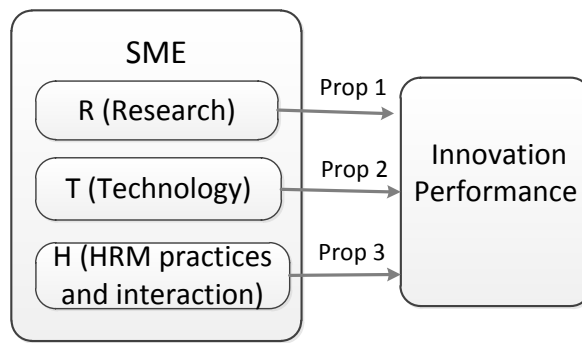 SME
R (Research)
Prop 1
T (Technology)
Prop 2
H (HRM practices
and interaction)
Prop 3
Innovation
Performance